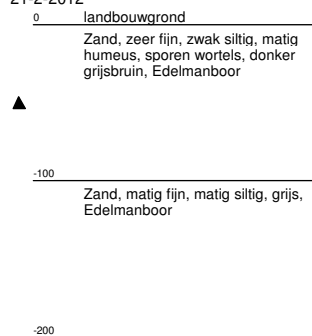 21-2-2012
0 landbouwgrond
Zand, zeer fijn, zwak siltig, matig
humeus, sporen wortels, donker
grijsbruin, Edelmanboor
-100
Zand, matig fijn, matig siltig, grijs,
Edelmanboor
-200